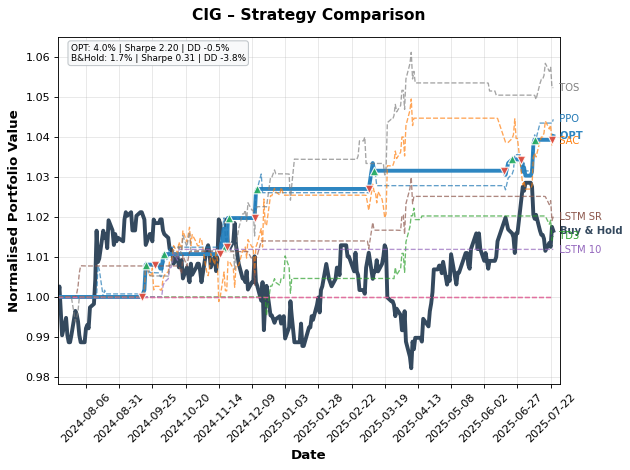 CIG – Strategy Comparison
OPT: 4.0% | Sharpe 2.20 | DD -0.5%
B&Hold: 1.7% | Sharpe 0.31 | DD -3.8%
Normalised Portfolio Value
1.06
1.05
1.04
1.03
1.02
1.01
1.00
0.99
0.98
TOS
PPO
OPT
SAC
LSTM SR
Buy & Hold
TD3
LSTM 10
2024-08-06
2024-08-31
2024-09-25
2024-10-20
2024-11-14
2024-12-09
2025-01-03
2025-01-28
2025-02-22
2025-03-19
2025-04-13
2025-05-08
2025-06-02
2025-06-27
2025-07-22
Date